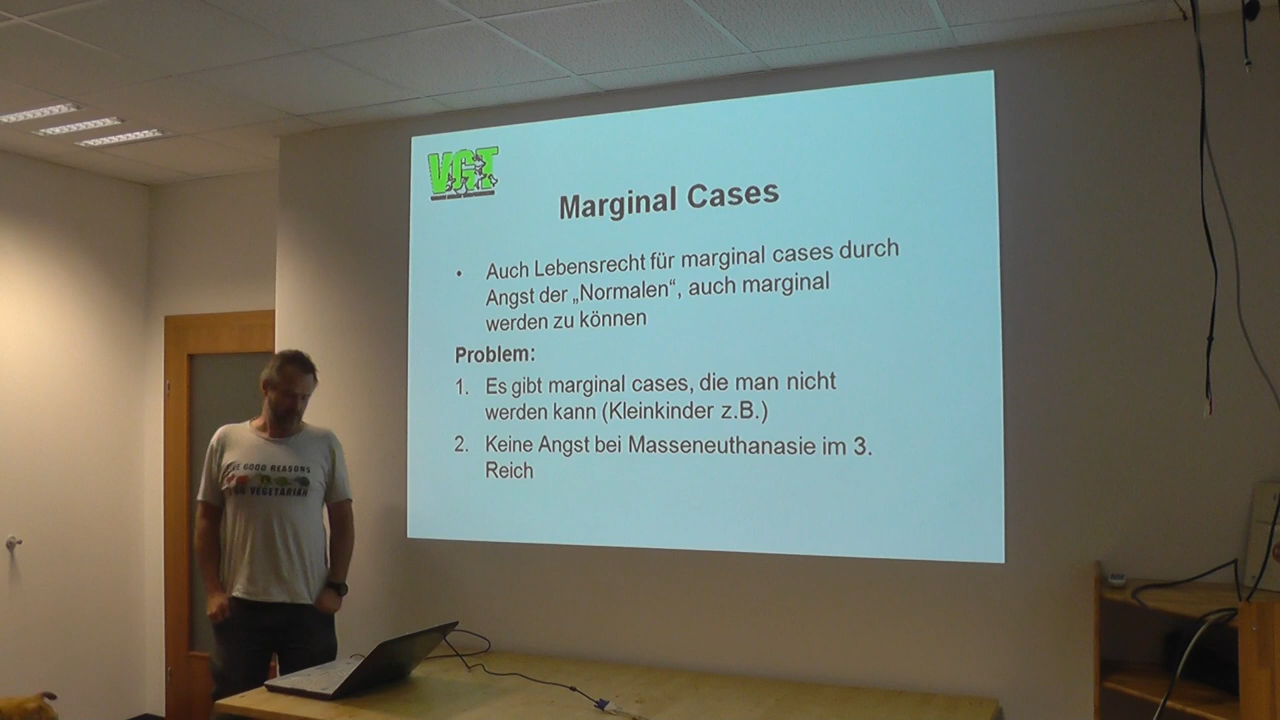 VGT
Marginal Cases
• Auch Lebensrecht für marginal cases durch
Angst der „Normalen“, auch marginal
werden zu können
Problem:
1. Es gibt marginal cases, die man nicht
werden kann (Kleinkinder z.B.)
2. Keine Angst bei Masseneuthanasie im 3.
Reich
GOOD REASONS
VEGETARIAN